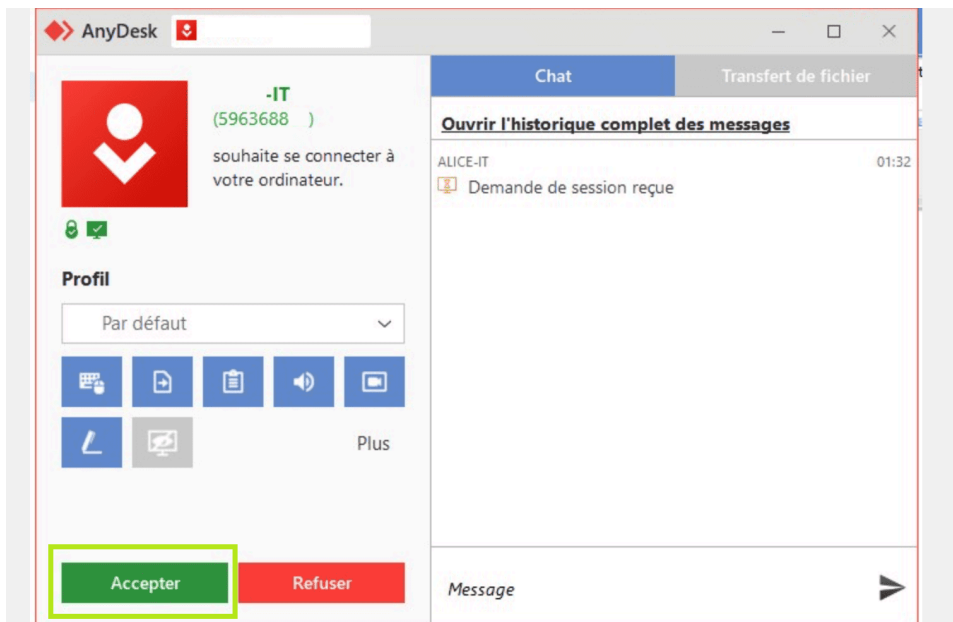 AnyDesk
-IT
(5963688 )
souhaite se connecter à
votre ordinateur.
Profil
Par défaut
Plus
Accepter
Refuser
Chat
Transfert de fichier
Ouvrir l'historique complet des messages
ALICE-IT
01:32
Demande de session reçue
Message